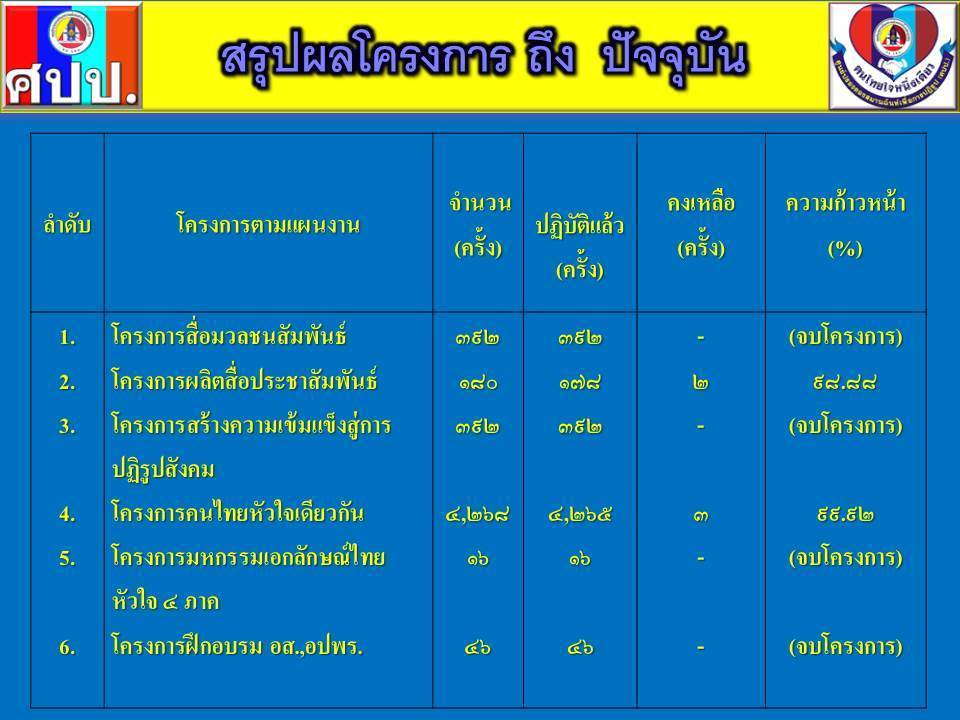 ศปป.
สรุปผลโครงการ ถึง ปัจจุบัน
คนไทยใจหนึ่งเดียว
ลำดับ โครงการตามแผนงาน จำนวน (ครั้ง) ปฏิบัติแล้ว (ครั้ง) คงเหลือ (ครั้ง) ความก้าวหน้า (%)
1. โครงการสื่อมวลชนสัมพันธ์ ๓๙๒ ๓๙๒ - (จบโครงการ)
2. โครงการผลิตสื่อประชาสัมพันธ์ ๑๘๐ ๑๗๘ ๒ ๙๘.๘๘
3. โครงการสร้างความเข้มแข็งสู่การ ๓๙๒ ๓๙๒ - (จบโครงการ)
ปฏิรูปสังคม
4. โครงการคนไทยหัวใจเดียวกัน ๔,๒๖๘ ๔,๒๖๕ ๓ ๙๙.๙๒
5. โครงการมหกรรมเอกลักษณ์ไทย ๑๖ ๑๖ - (จบโครงการ)
หัวใจ ๔ ภาค
6. โครงการฝึกอบรม อส.,อปพร. ๔๖ ๔๖ - (จบโครงการ)